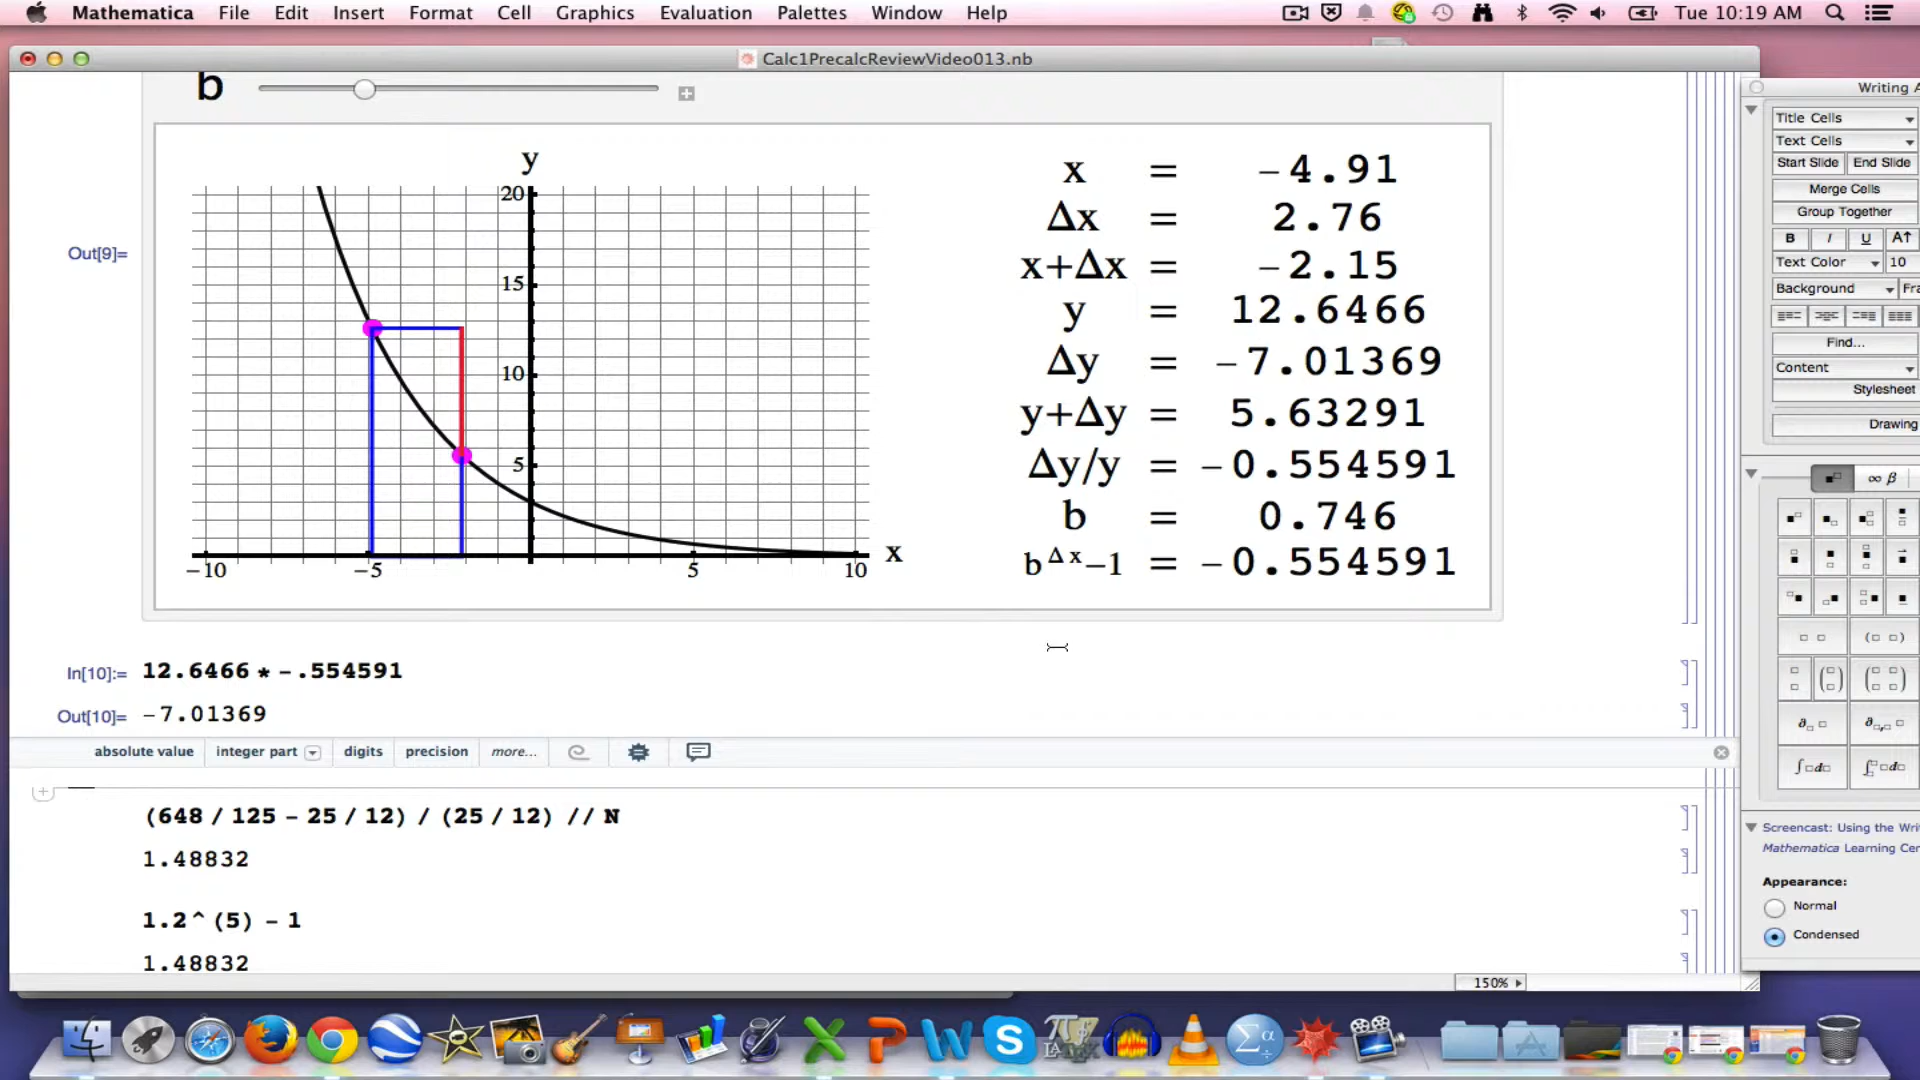 Mathematica File Edit Insert Format Cell Graphics Evaluation Palettes Window Help Tue 10:19 AM
Calc1PrecalcReviewVideo013.nb
b
Out[9]=
y
20
15
10
5
−10 −5 5 10 x
x = −4.91
Δx = 2.76
x+Δx = −2.15
y = 12.6466
Δy = −7.01369
y+Δy = 5.63291
Δy/y = −0.554591
b = 0.746
b^Δx−1 = −0.554591
In[10]:= 12.6466 * -.554591
Out[10]= −7.01369
absolute value integer part digits precision more...
(648 / 125 - 25 / 12) / (25 / 12) // N
1.48832
1.2^(5) - 1
1.48832
150%
Writing A
Title Cells
Text Cells
Start Slide End Slide
Merge Cells
Group Together
B I U A↑
Text Color 10
Background Fra
Find...
Content
Stylesheet
Drawing
∞ β
∂
∫□d□
Screencast: Using the Wri
Mathematica Learning Cen
Appearance:
Normal
Condensed